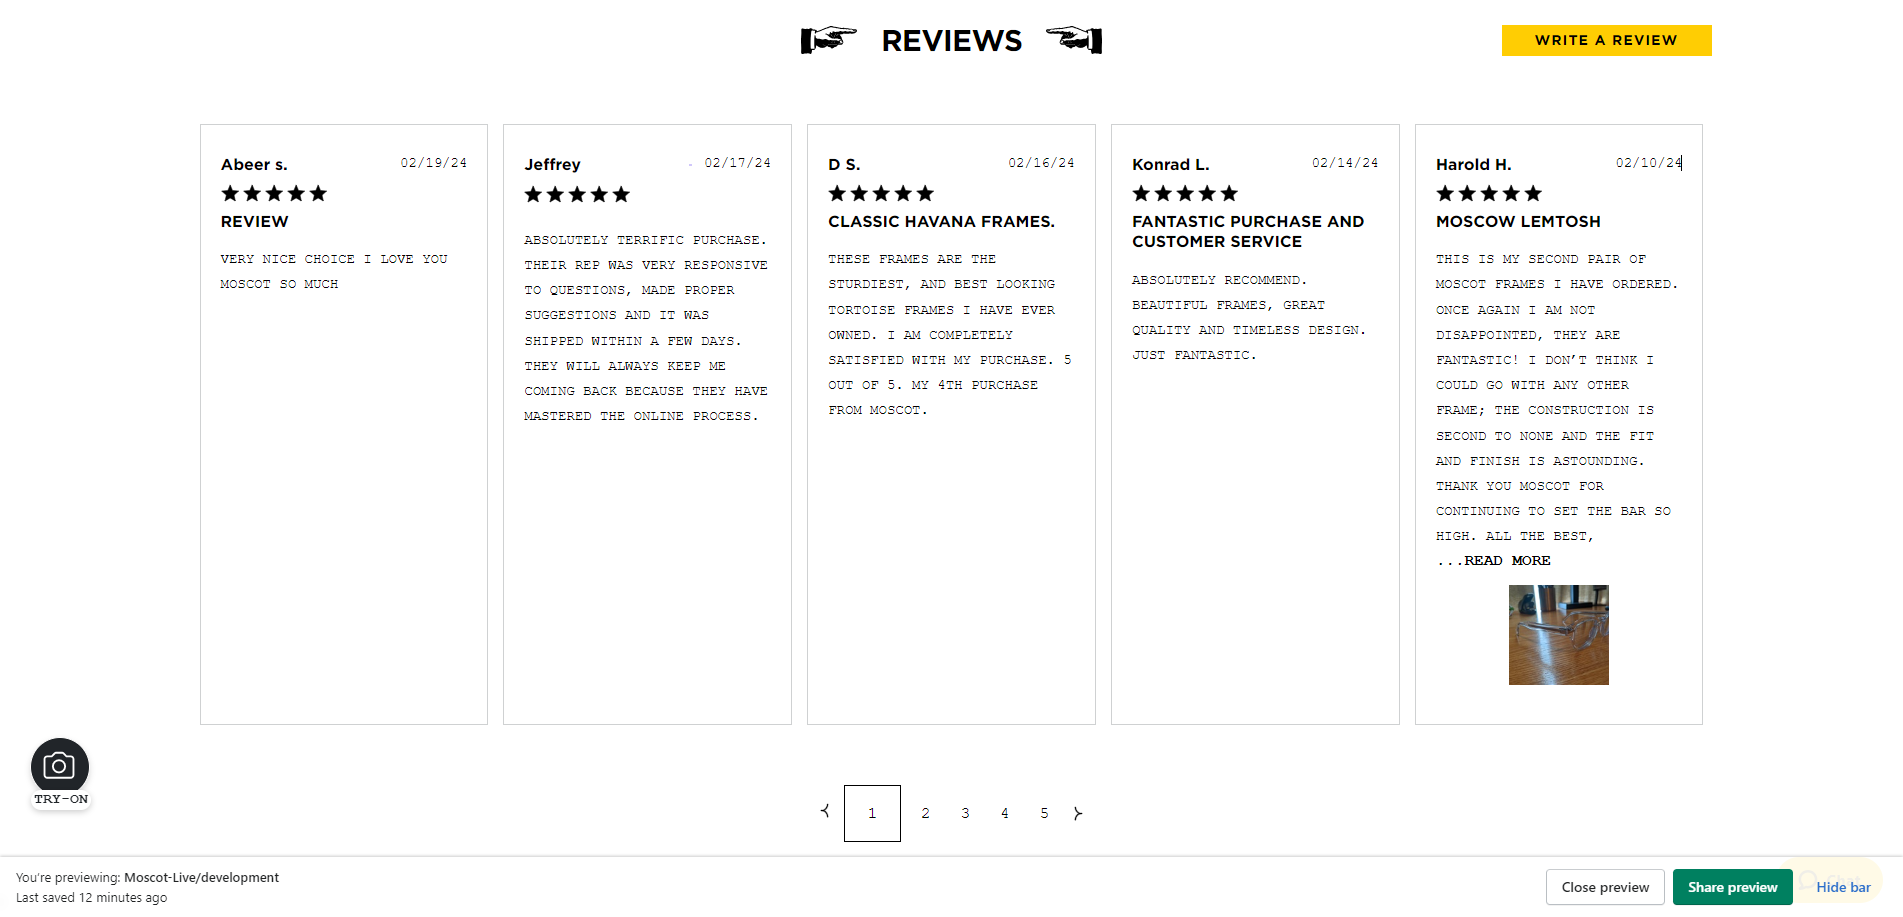 REVIEWS
WRITE A REVIEW
Abeer s.
02/19/24
REVIEW
VERY NICE CHOICE I LOVE YOU
MOSCOT SO MUCH
Jeffrey
02/17/24
ABSOLUTELY TERRIFIC PURCHASE.
THEIR REP WAS VERY RESPONSIVE
TO QUESTIONS, MADE PROPER
SUGGESTIONS AND IT WAS
SHIPPED WITHIN A FEW DAYS.
THEY WILL ALWAYS KEEP ME
COMING BACK BECAUSE THEY HAVE
MASTERED THE ONLINE PROCESS.
D S.
02/16/24
CLASSIC HAVANA FRAMES.
THESE FRAMES ARE THE
STURDIEST, AND BEST LOOKING
TORTOISE FRAMES I HAVE EVER
OWNED. I AM COMPLETELY
SATISFIED WITH MY PURCHASE. 5
OUT OF 5. MY 4TH PURCHASE
FROM MOSCOT.
Konrad L.
02/14/24
FANTASTIC PURCHASE AND
CUSTOMER SERVICE
ABSOLUTELY RECOMMEND.
BEAUTIFUL FRAMES, GREAT
QUALITY AND TIMELESS DESIGN.
JUST FANTASTIC.
Harold H.
02/10/24
MOSCOW LEMTOSH
THIS IS MY SECOND PAIR OF
MOSCOT FRAMES I HAVE ORDERED.
ONCE AGAIN I AM NOT
DISAPPOINTED, THEY ARE
FANTASTIC! I DON’T THINK I
COULD GO WITH ANY OTHER
FRAME; THE CONSTRUCTION IS
SECOND TO NONE AND THE FIT
AND FINISH IS ASTOUNDING.
THANK YOU MOSCOT FOR
CONTINUING TO SET THE BAR SO
HIGH. ALL THE BEST,
...READ MORE
TRY-ON
1 2 3 4 5
You're previewing: Moscot-Live/development
Last saved 12 minutes ago
Close preview
Share preview
Hide bar